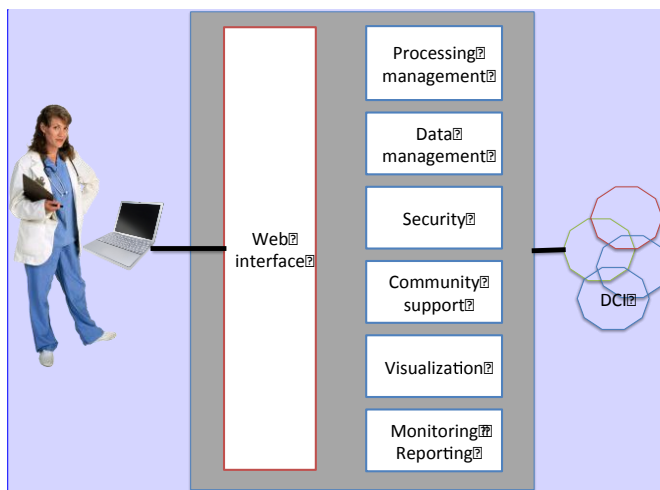 Processing⍰
management⍰
Data⍰
management⍰
Security⍰
Web⍰
interface⍰
Community⍰
support⍰
DCI⍰
Visualization⍰
Monitoring⍰⍰
Reporting⍰